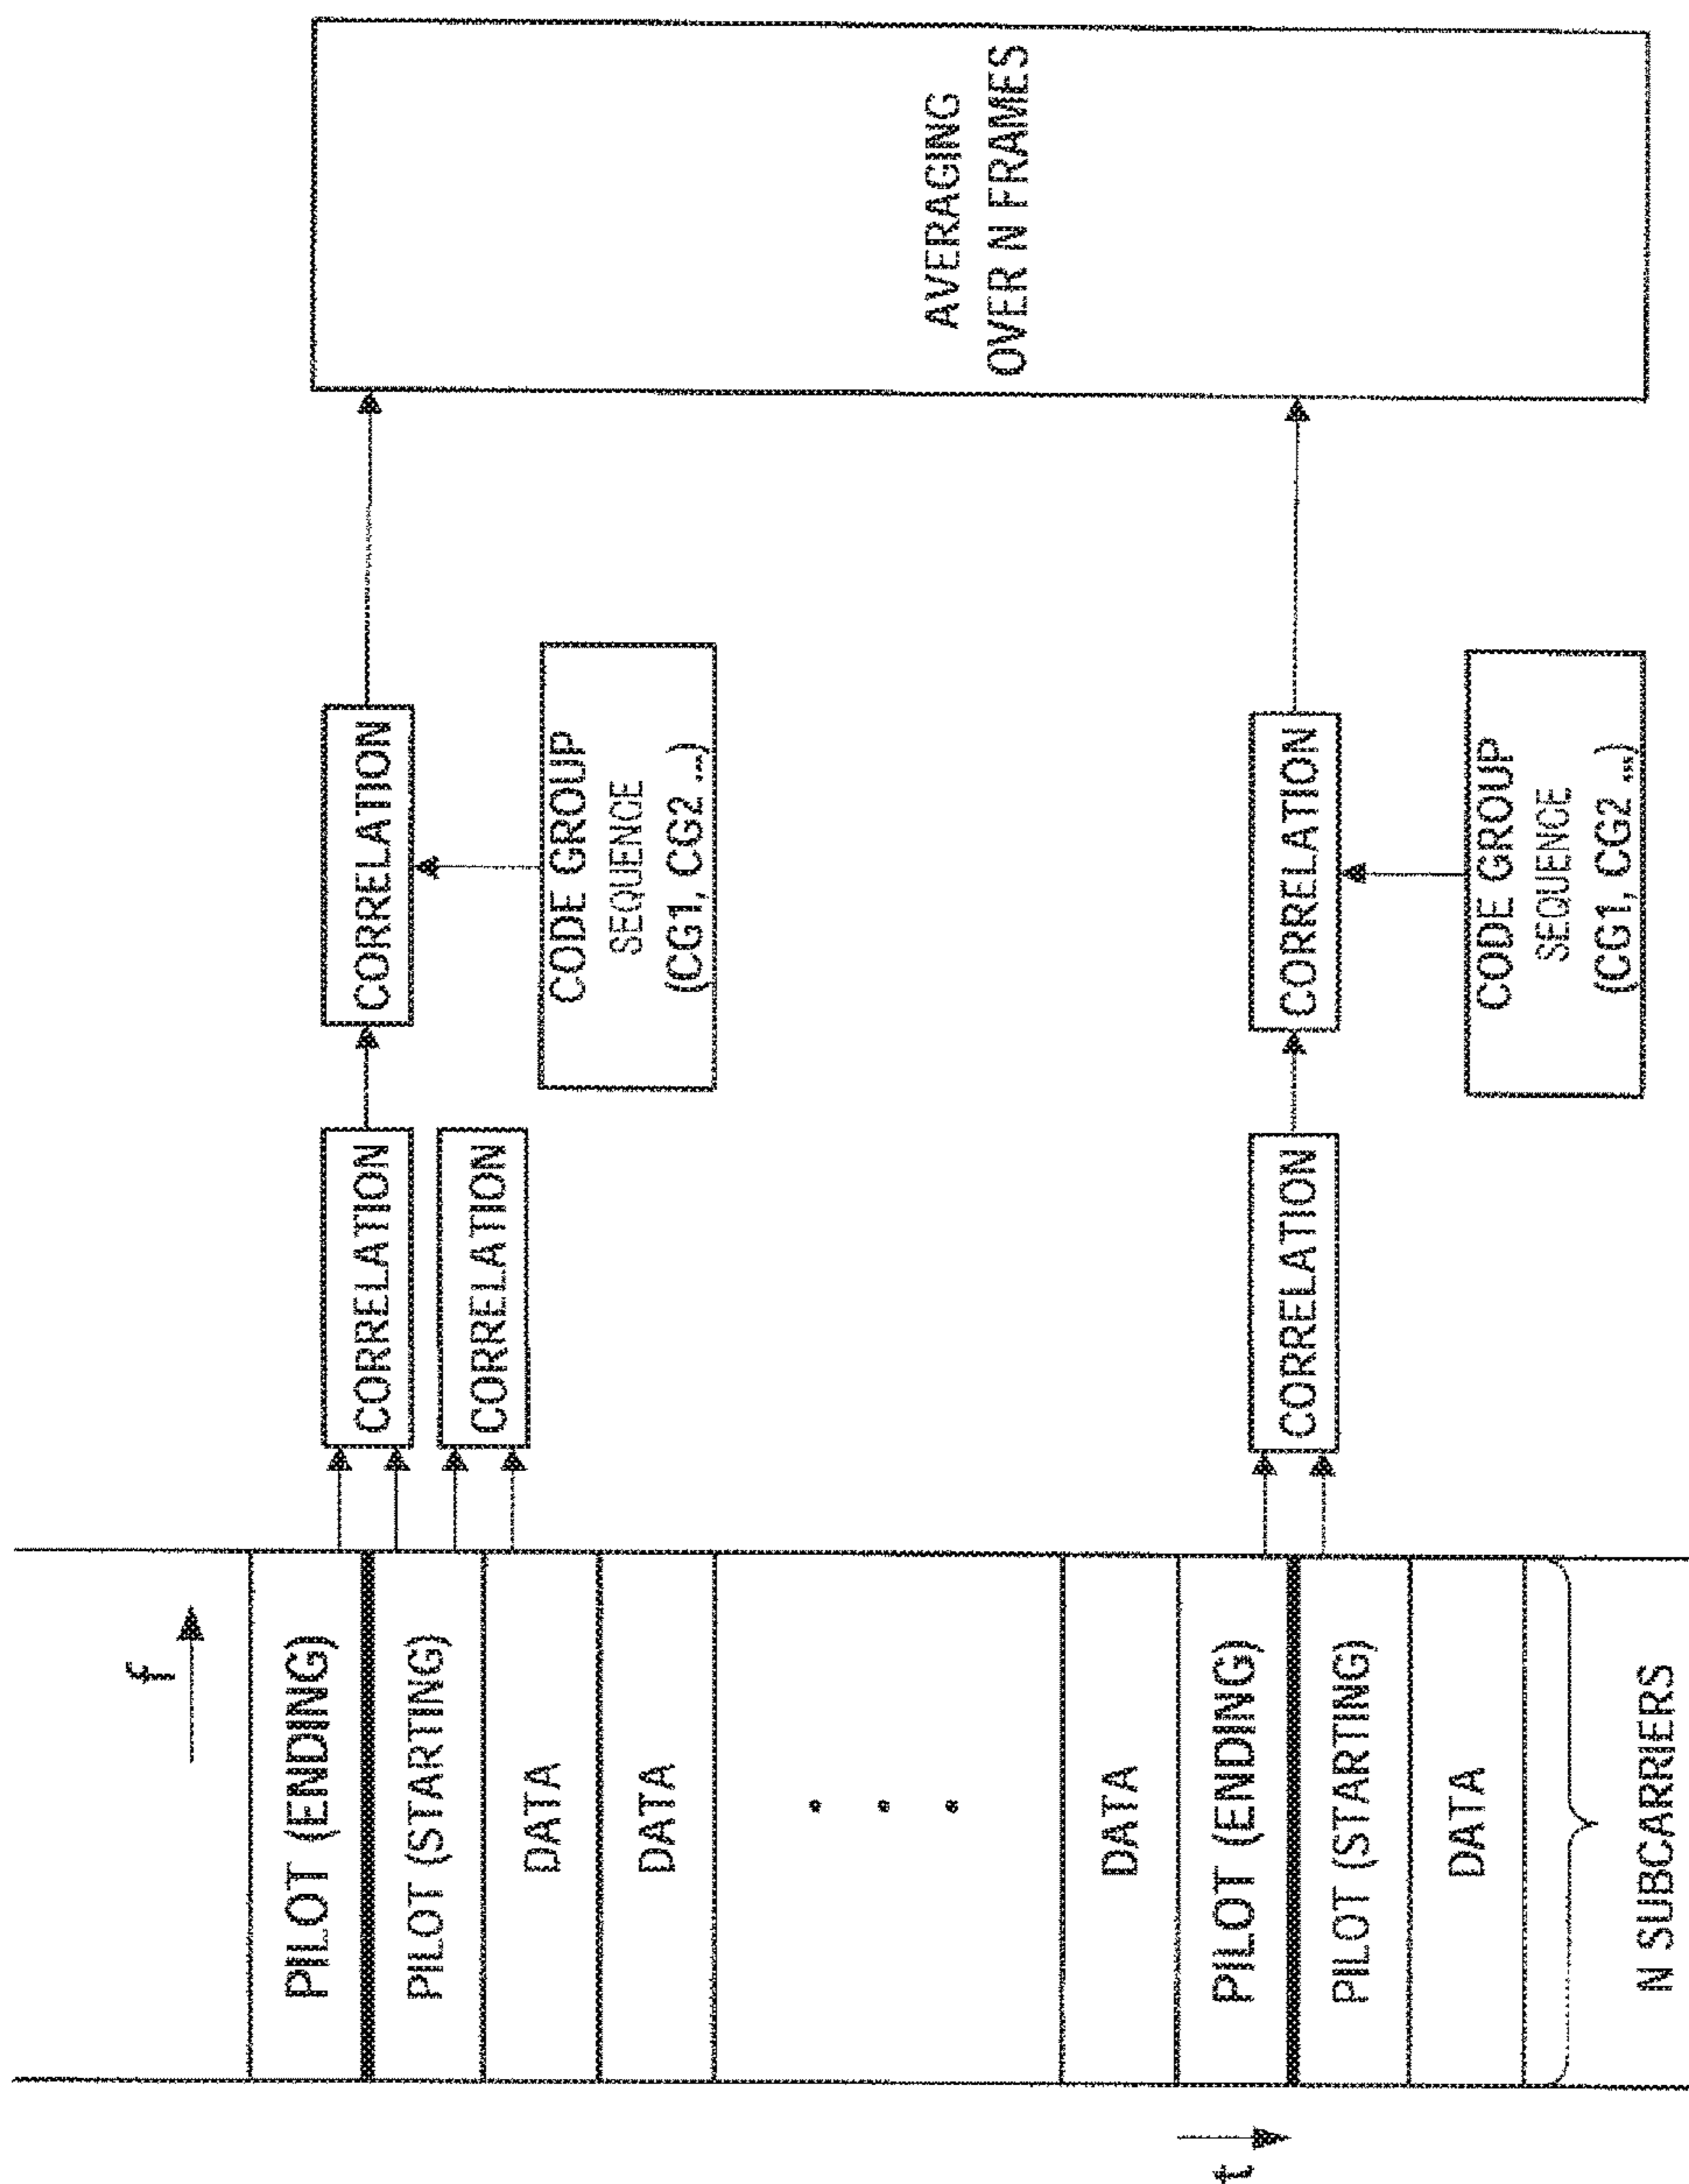 f
PILOT (ENDING)
PILOT (STARTING)
DATA
DATA
• • •
DATA
PILOT (ENDING)
PILOT (STARTING)
DATA
N SUBCARRIERS
t
CORRELATION
CORRELATION
CORRELATION
CORRELATION
CODE GROUP
SEQUENCE
(CG1, CG2 ...)
CORRELATION
CODE GROUP
SEQUENCE
(CG1, CG2 ...)
AVERAGING
OVER N FRAMES